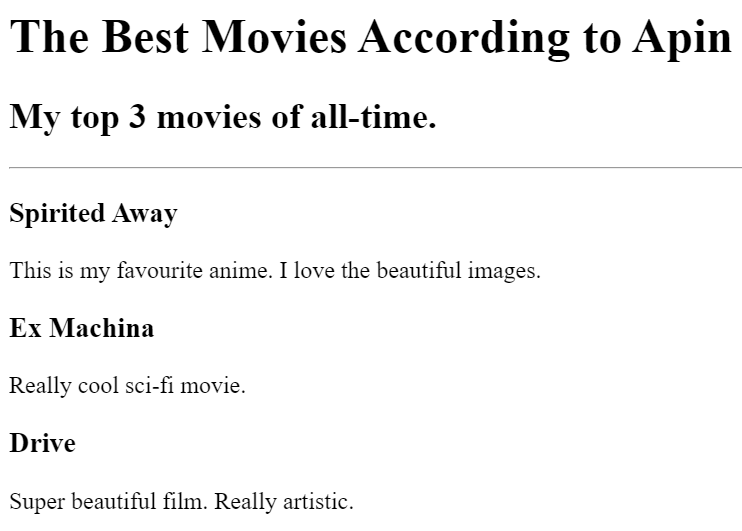 The Best Movies According to Apin
My top 3 movies of all-time.
Spirited Away
This is my favourite anime. I love the beautiful images.
Ex Machina
Really cool sci-fi movie.
Drive
Super beautiful film. Really artistic.